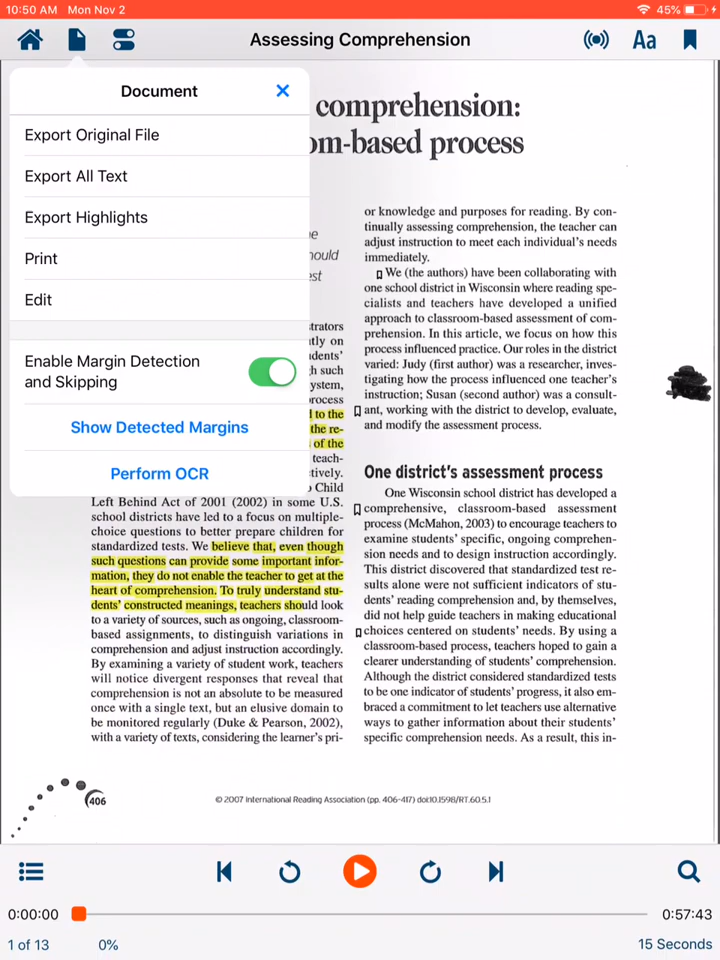 10:50 AM Mon Nov 2
45%
Assessing Comprehension
Aa
Document
Export Original File
Export All Text
Export Highlights
Print
Edit
Enable Margin Detection
and Skipping
Show Detected Margins
Perform OCR
comprehension:
om-based process
ne
hould
est
trators
tly on
udents'
h such
ystem,
rocess
l to the
the re-
of the
teach-
tively.
Child
Left Behind Act of 2001 (2002) in some U.S.
school districts have led to a focus on multiple-
choice questions to better prepare children for
standardized tests. We believe that, even though
such questions can provide some important infor-
mation, they do not enable the teacher to get at the
heart of comprehension. To truly understand stu-
dents' constructed meanings, teachers should look
to a variety of sources, such as ongoing, classroom-
based assignments, to distinguish variations in
comprehension and adjust instruction accordingly.
By examining a variety of student work, teachers
will notice divergent responses that reveal that
comprehension is not an absolute to be measured
once with a single text, but an elusive domain to
be monitored regularly (Duke & Pearson, 2002),
with a variety of texts, considering the learner's pri-
or knowledge and purposes for reading. By con-
tinually assessing comprehension, the teacher can
adjust instruction to meet each individual's needs
immediately.
We (the authors) have been collaborating with
one school district in Wisconsin where reading spe-
cialists and teachers have developed a unified
approach to classroom-based assessment of com-
prehension. In this article, we focus on how this
process influenced practice. Our roles in the district
varied: Judy (first author) was a researcher, inves-
tigating how the process influenced one teacher's
instruction; Susan (second author) was a consult-
ant, working with the district to develop, evaluate,
and modify the assessment process.
One district's assessment process
One Wisconsin school district has developed a
comprehensive, classroom-based assessment
process (McMahon, 2003) to encourage teachers to
examine students' specific, ongoing comprehen-
sion needs and to design instruction accordingly.
This district discovered that standardized test re-
sults alone were not sufficient indicators of stu-
dents' reading comprehension and, by themselves,
did not help guide teachers in making educational
choices centered on students' needs. By using a
classroom-based process, teachers hoped to gain a
clearer understanding of students' comprehension.
Although the district considered standardized tests
to be one indicator of students' progress, it also em-
braced a commitment to let teachers use alternative
ways to gather information about their students'
specific comprehension needs. As a result, this in-
406
© 2007 International Reading Association (pp. 406-417) doi:10.1598/RT.60.5.1
0:00:00
0:57:43
1 of 13
0%
15 Seconds